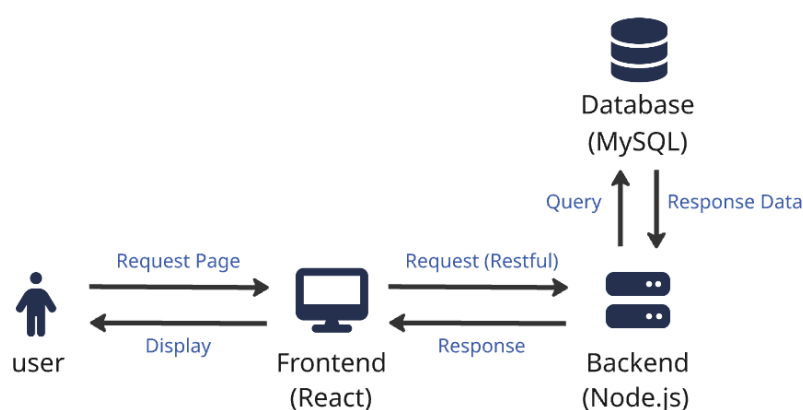 Database
(MySQL)
Query
Response Data
Request Page
Request (Restful)
Display
Response
user
Frontend
(React)
Backend
(Node.js)